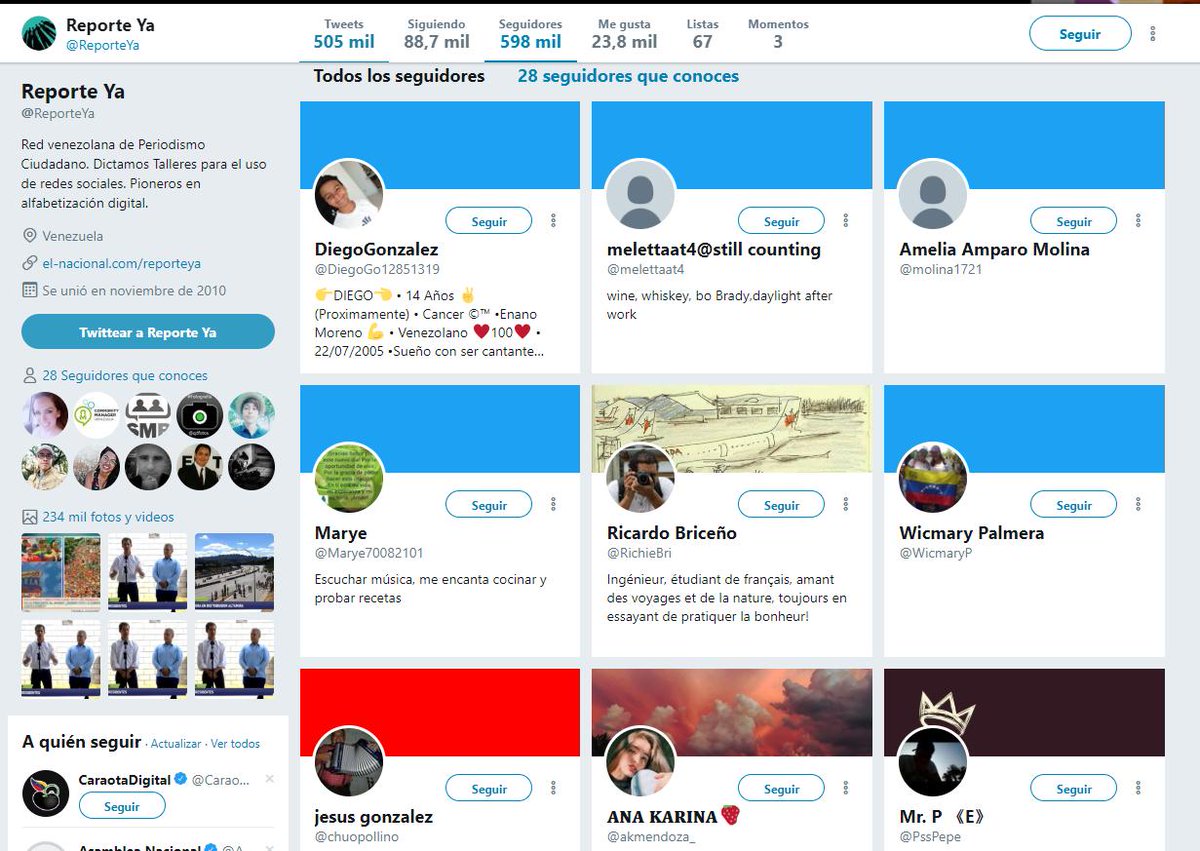 Reporte Ya
@ReporteYa
Tweets
505 mil
Siguiendo
88,7 mil
Seguidores
598 mil
Me gusta
23,8 mil
Listas
67
Momentos
3
Seguir
Reporte Ya
@ReporteYa
Red venezolana de Periodismo
Ciudadano. Dictamos Talleres para el uso
de redes sociales. Pioneros en
alfabetización digital.
Venezuela
el-nacional.com/reporteya
Se unió en noviembre de 2010
Twittear a Reporte Ya
28 Seguidores que conoces
COMMUNITY
MANAGER
SMP
234 mil fotos y videos
A quién seguir · Actualizar · Ver todos
CaraotaDigital @Carao...
Seguir
Asamblea Nacional @A...
Todos los seguidores
28 seguidores que conoces
Seguir
DiegoGonzalez
@DiegoGo12851319
👉DIEGO👈 • 14 Años ✌
(Proximamente) • Cancer ©™ •Enano
Moreno 💪 • Venezolano ❤100❤ •
22/07/2005 •Sueño con ser cantante...
Seguir
melettaat4@still counting
@melettaat4
wine, whiskey, bo Brady,daylight after
work
Seguir
Amelia Amparo Molina
@molina1721
Seguir
Marye
@Marye70082101
Escuchar música, me encanta cocinar y
probar recetas
Seguir
Ricardo Briceño
@RichieBri
Ingénieur, étudiant de français, amant
des voyages et de la nature, toujours en
essayant de pratiquer la bonheur!
Seguir
Wicmary Palmera
@WicmaryP
Seguir
jesus gonzalez
@chuopollino
Seguir
ANA KARINA🍓
@akmendoza_
Seguir
Mr. P 《E》
@PssPepe